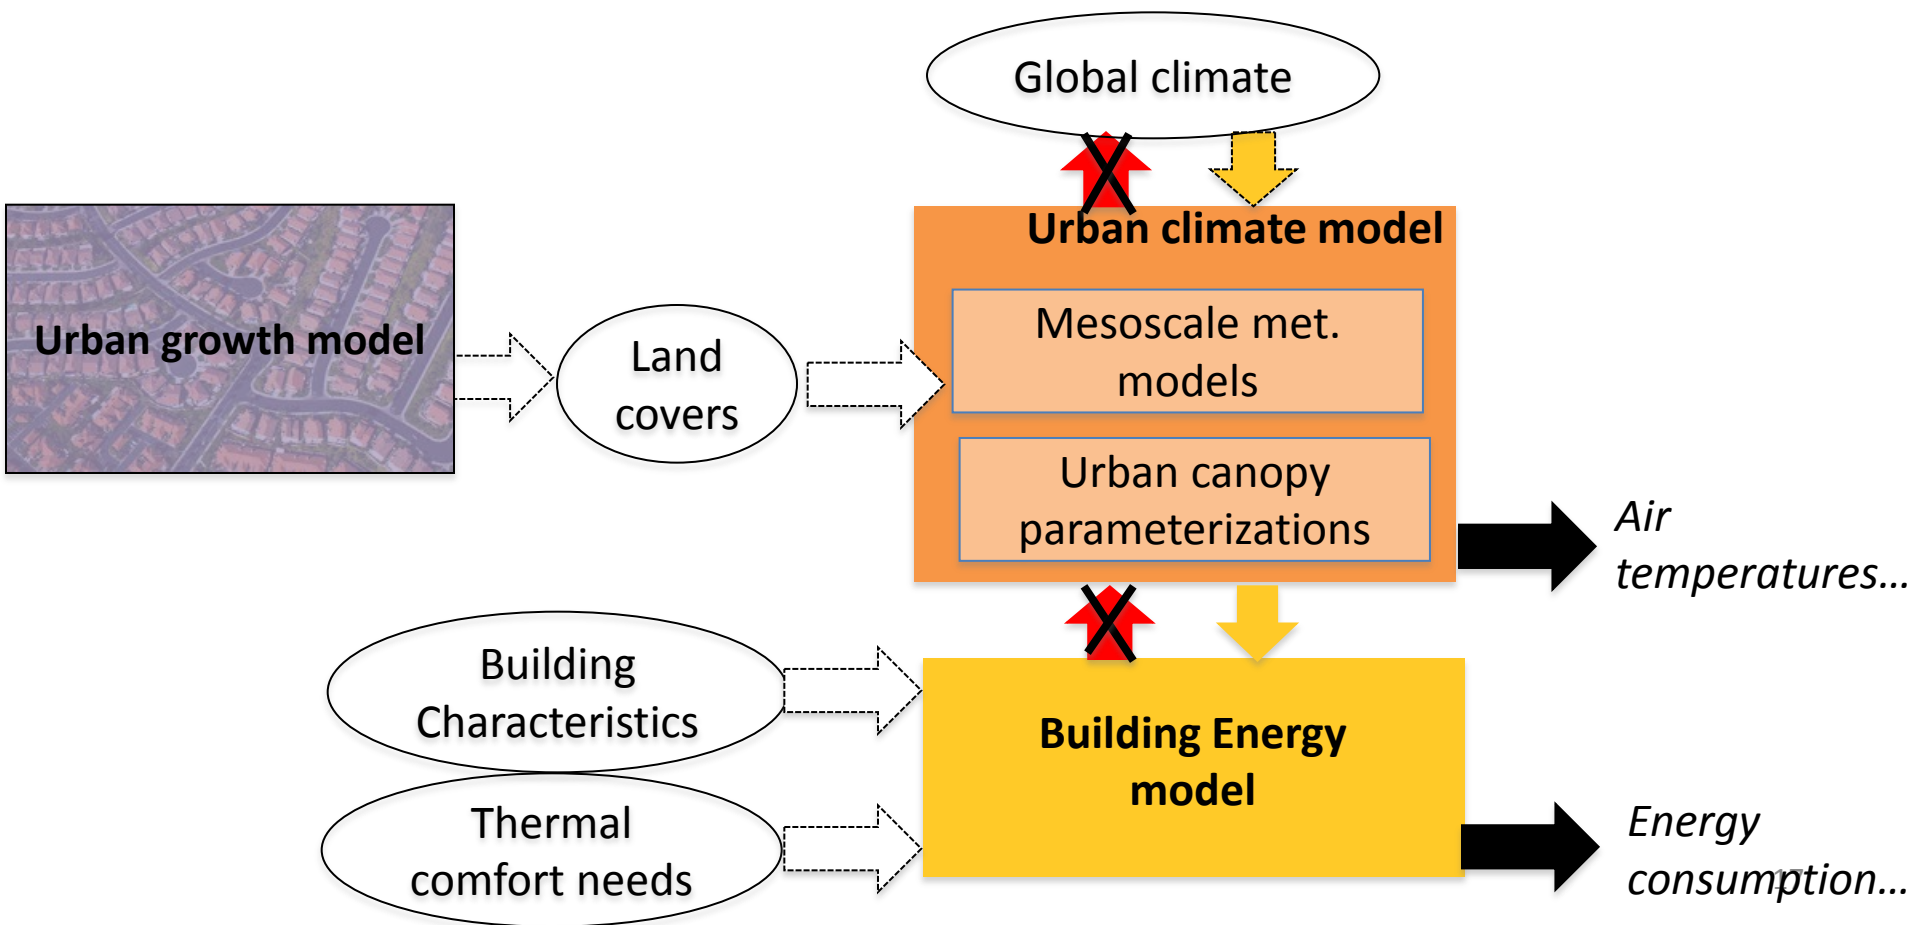 Global climate
Urban climate model
Urban growth model
Land
covers
Mesoscale met.
models
Urban canopy
parameterizations
Air
temperatures...
Building
Characteristics
Building Energy
model
Thermal
comfort needs
Energy
consumption...
17